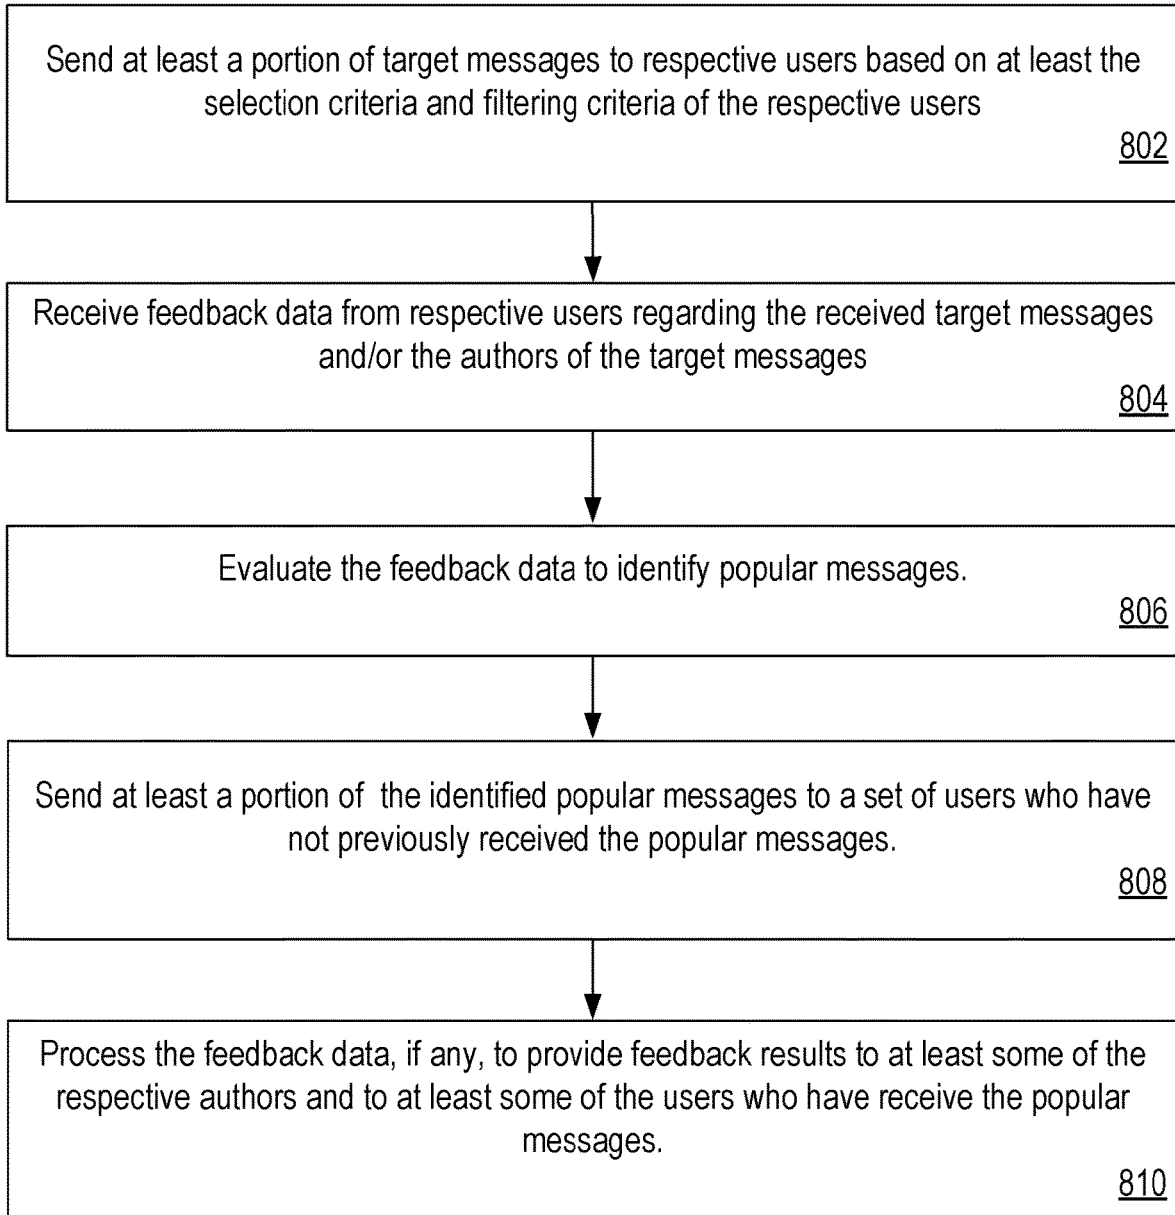 Send at least a portion of target messages to respective users based on at least the
selection criteria and filtering criteria of the respective users
802
Receive feedback data from respective users regarding the received target messages
and/or the authors of the target messages
804
Evaluate the feedback data to identify popular messages.
806
Send at least a portion of  the identified popular messages to a set of users who have
not previously received the popular messages.
808
Process the feedback data, if any, to provide feedback results to at least some of the
respective authors and to at least some of the users who have receive the popular
messages.
810